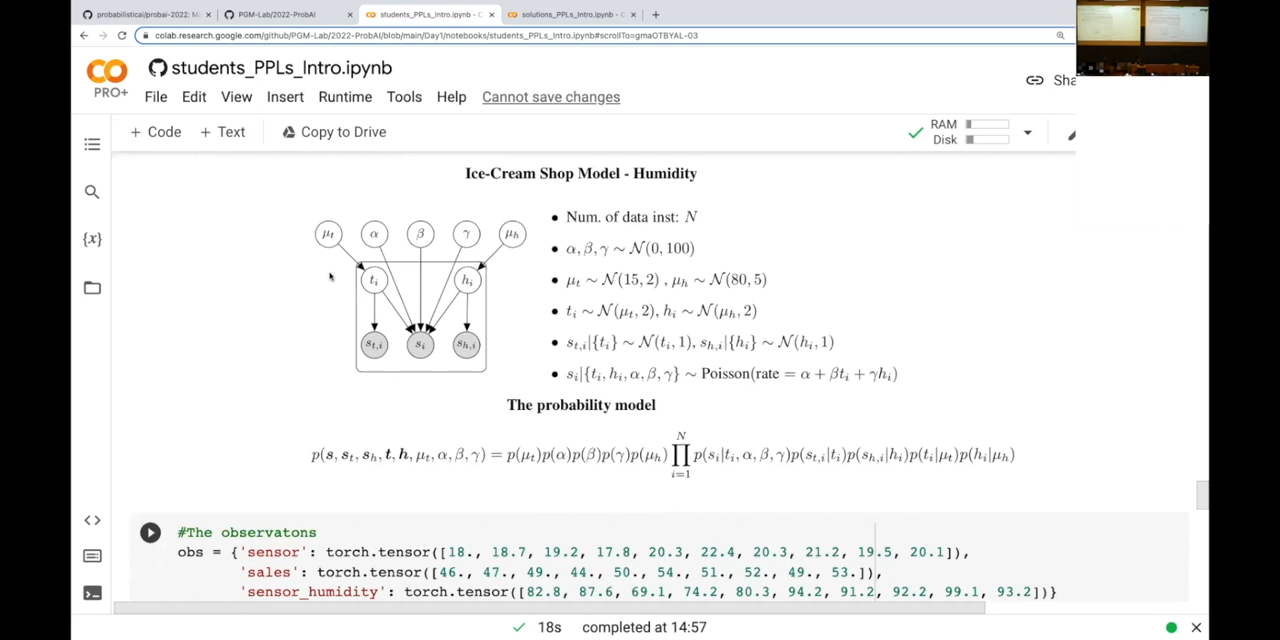 probabilisticai/probai-2022: M
PGM-Lab/2022-ProbAI
students_PPLs_Intro.ipynb - C
solutions_PPLs_Intro.ipynb - C
colab.research.google.com/github/PGM-Lab/2022-ProbAI/blob/main/Day1/notebooks/students_PPLs_Intro.ipynb#scrollTo=gmaOTBYAL-03
CO
PRO+
students_PPLs_Intro.ipynb
Sha
File Edit View Insert Runtime Tools Help Cannot save changes
+ Code + Text Copy to Drive
RAM
Disk
Ice-Cream Shop Model - Humidity
μ_t α β γ μ_h
t_i h_i
s_{t,i} s_i s_{h,i}
• Num. of data inst: N
• α, β, γ ∼ N(0, 100)
• μ_t ∼ N(15, 2) , μ_h ∼ N(80, 5)
• t_i ∼ N(μ_t, 2), h_i ∼ N(μ_h, 2)
• s_{t,i}|{t_i} ∼ N(t_i, 1), s_{h,i}|{h_i} ∼ N(h_i, 1)
• s_i|{t_i, h_i, α, β, γ} ∼ Poisson(rate = α + βt_i + γh_i)
The probability model
p(s, s_t, s_h, t, h, μ_t, α, β, γ) = p(μ_t)p(α)p(β)p(γ)p(μ_h) ∏_{i=1}^{N} p(s_i|t_i, α, β, γ)p(s_{t,i}|t_i)p(s_{h,i}|h_i)p(t_i|μ_t)p(h_i|μ_h)
#The observatons
obs = {'sensor': torch.tensor([18., 18.7, 19.2, 17.8, 20.3, 22.4, 20.3, 21.2, 19.5, 20.1]),
'sales': torch.tensor([46., 47., 49., 44., 50., 54., 51., 52., 49., 53.]),
'sensor_humidity': torch.tensor([82.8, 87.6, 69.1, 74.2, 80.3, 94.2, 91.2, 92.2, 99.1, 93.2])}
18s completed at 14:57